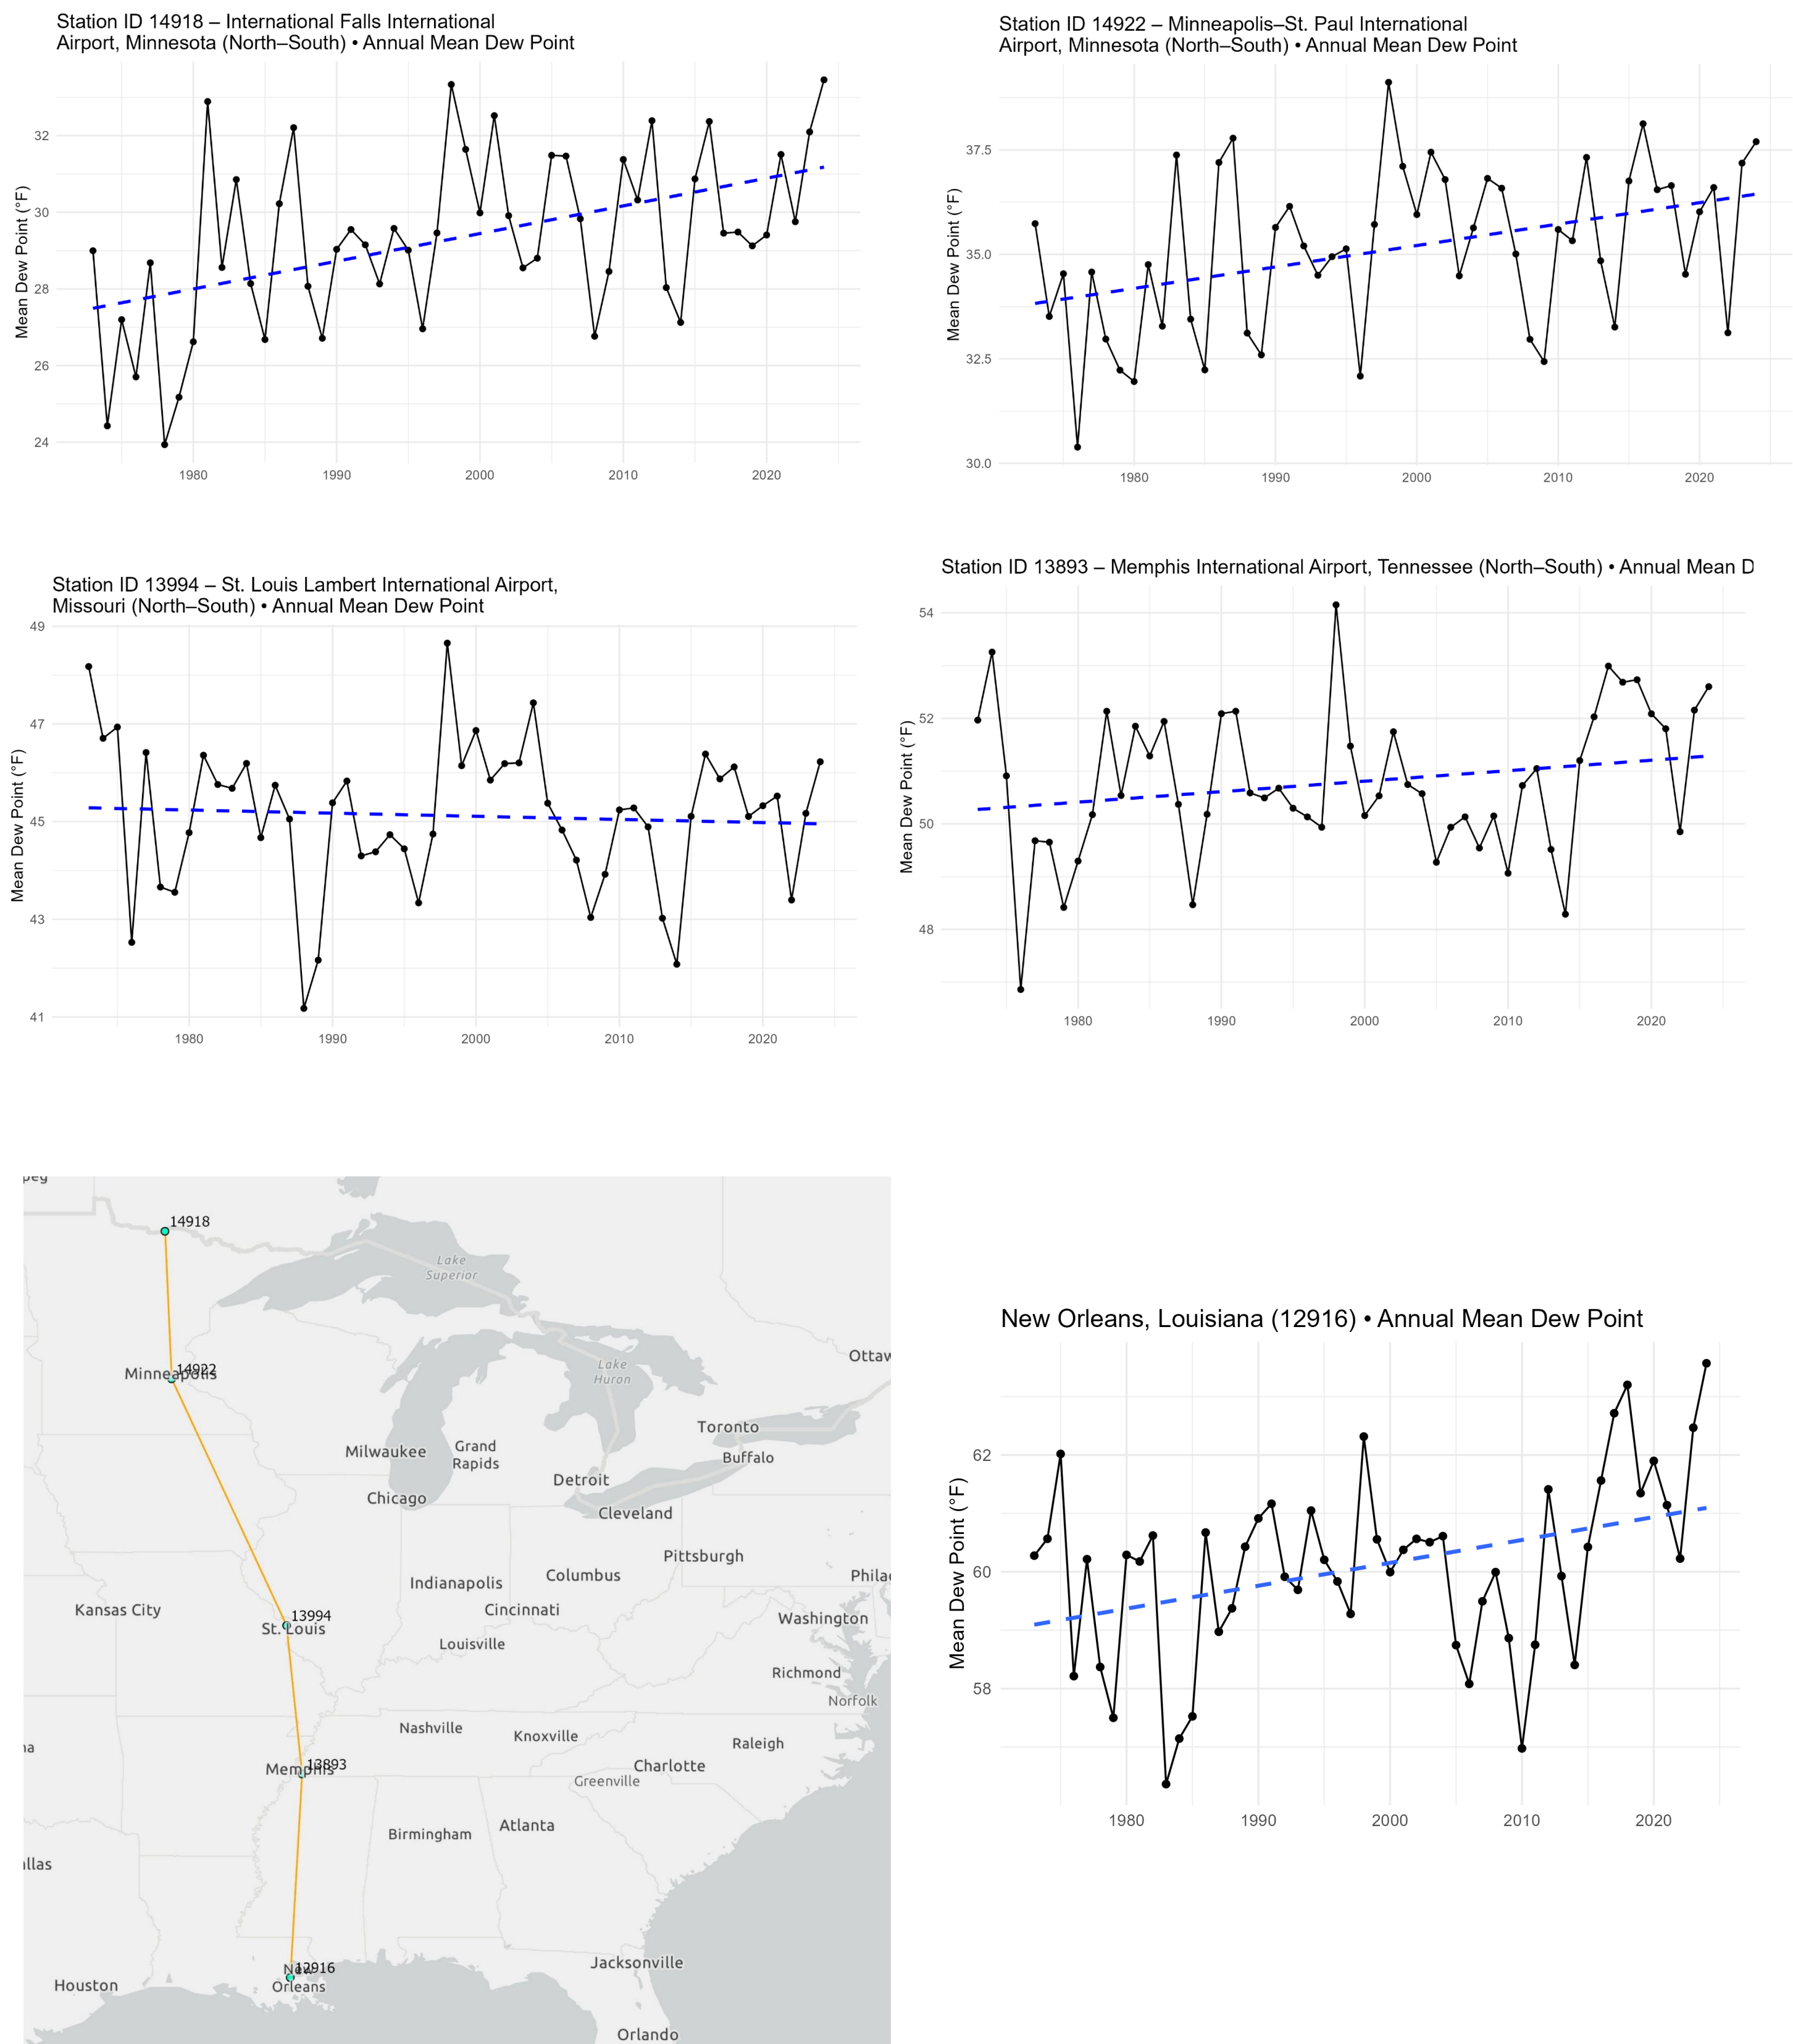 Station ID 14918 – International Falls International
Airport, Minnesota (North–South) • Annual Mean Dew Point
Mean Dew Point (°F)
32
30
28
26
24
1980
1990
2000
2010
2020
Station ID 14922 – Minneapolis–St. Paul International
Airport, Minnesota (North–South) • Annual Mean Dew Point
Mean Dew Point (°F)
37.5
35.0
32.5
30.0
1980
1990
2000
2010
2020
Station ID 13994 – St. Louis Lambert International Airport,
Missouri (North–South) • Annual Mean Dew Point
Mean Dew Point (°F)
49
47
45
43
41
1980
1990
2000
2010
2020
Station ID 13893 – Memphis International Airport, Tennessee (North–South) • Annual Mean D
Mean Dew Point (°F)
54
52
50
48
1980
1990
2000
2010
2020
peg
14918
Lake
Superior
14922
Minneapolis
Lake
Huron
Ottaw
Toronto
Milwaukee
Grand
Rapids
Buffalo
Detroit
Chicago
Cleveland
Pittsburgh
Indianapolis
Columbus
Philad
Kansas City
Cincinnati
13994
St. Louis
Washington
Louisville
Richmond
Norfolk
Nashville
Knoxville
Raleigh
na
13893
Memphis
Charlotte
Greenville
Atlanta
Birmingham
allas
Jacksonville
12916
New
Orleans
Houston
Orlando
New Orleans, Louisiana (12916) • Annual Mean Dew Point
Mean Dew Point (°F)
62
60
58
1980
1990
2000
2010
2020